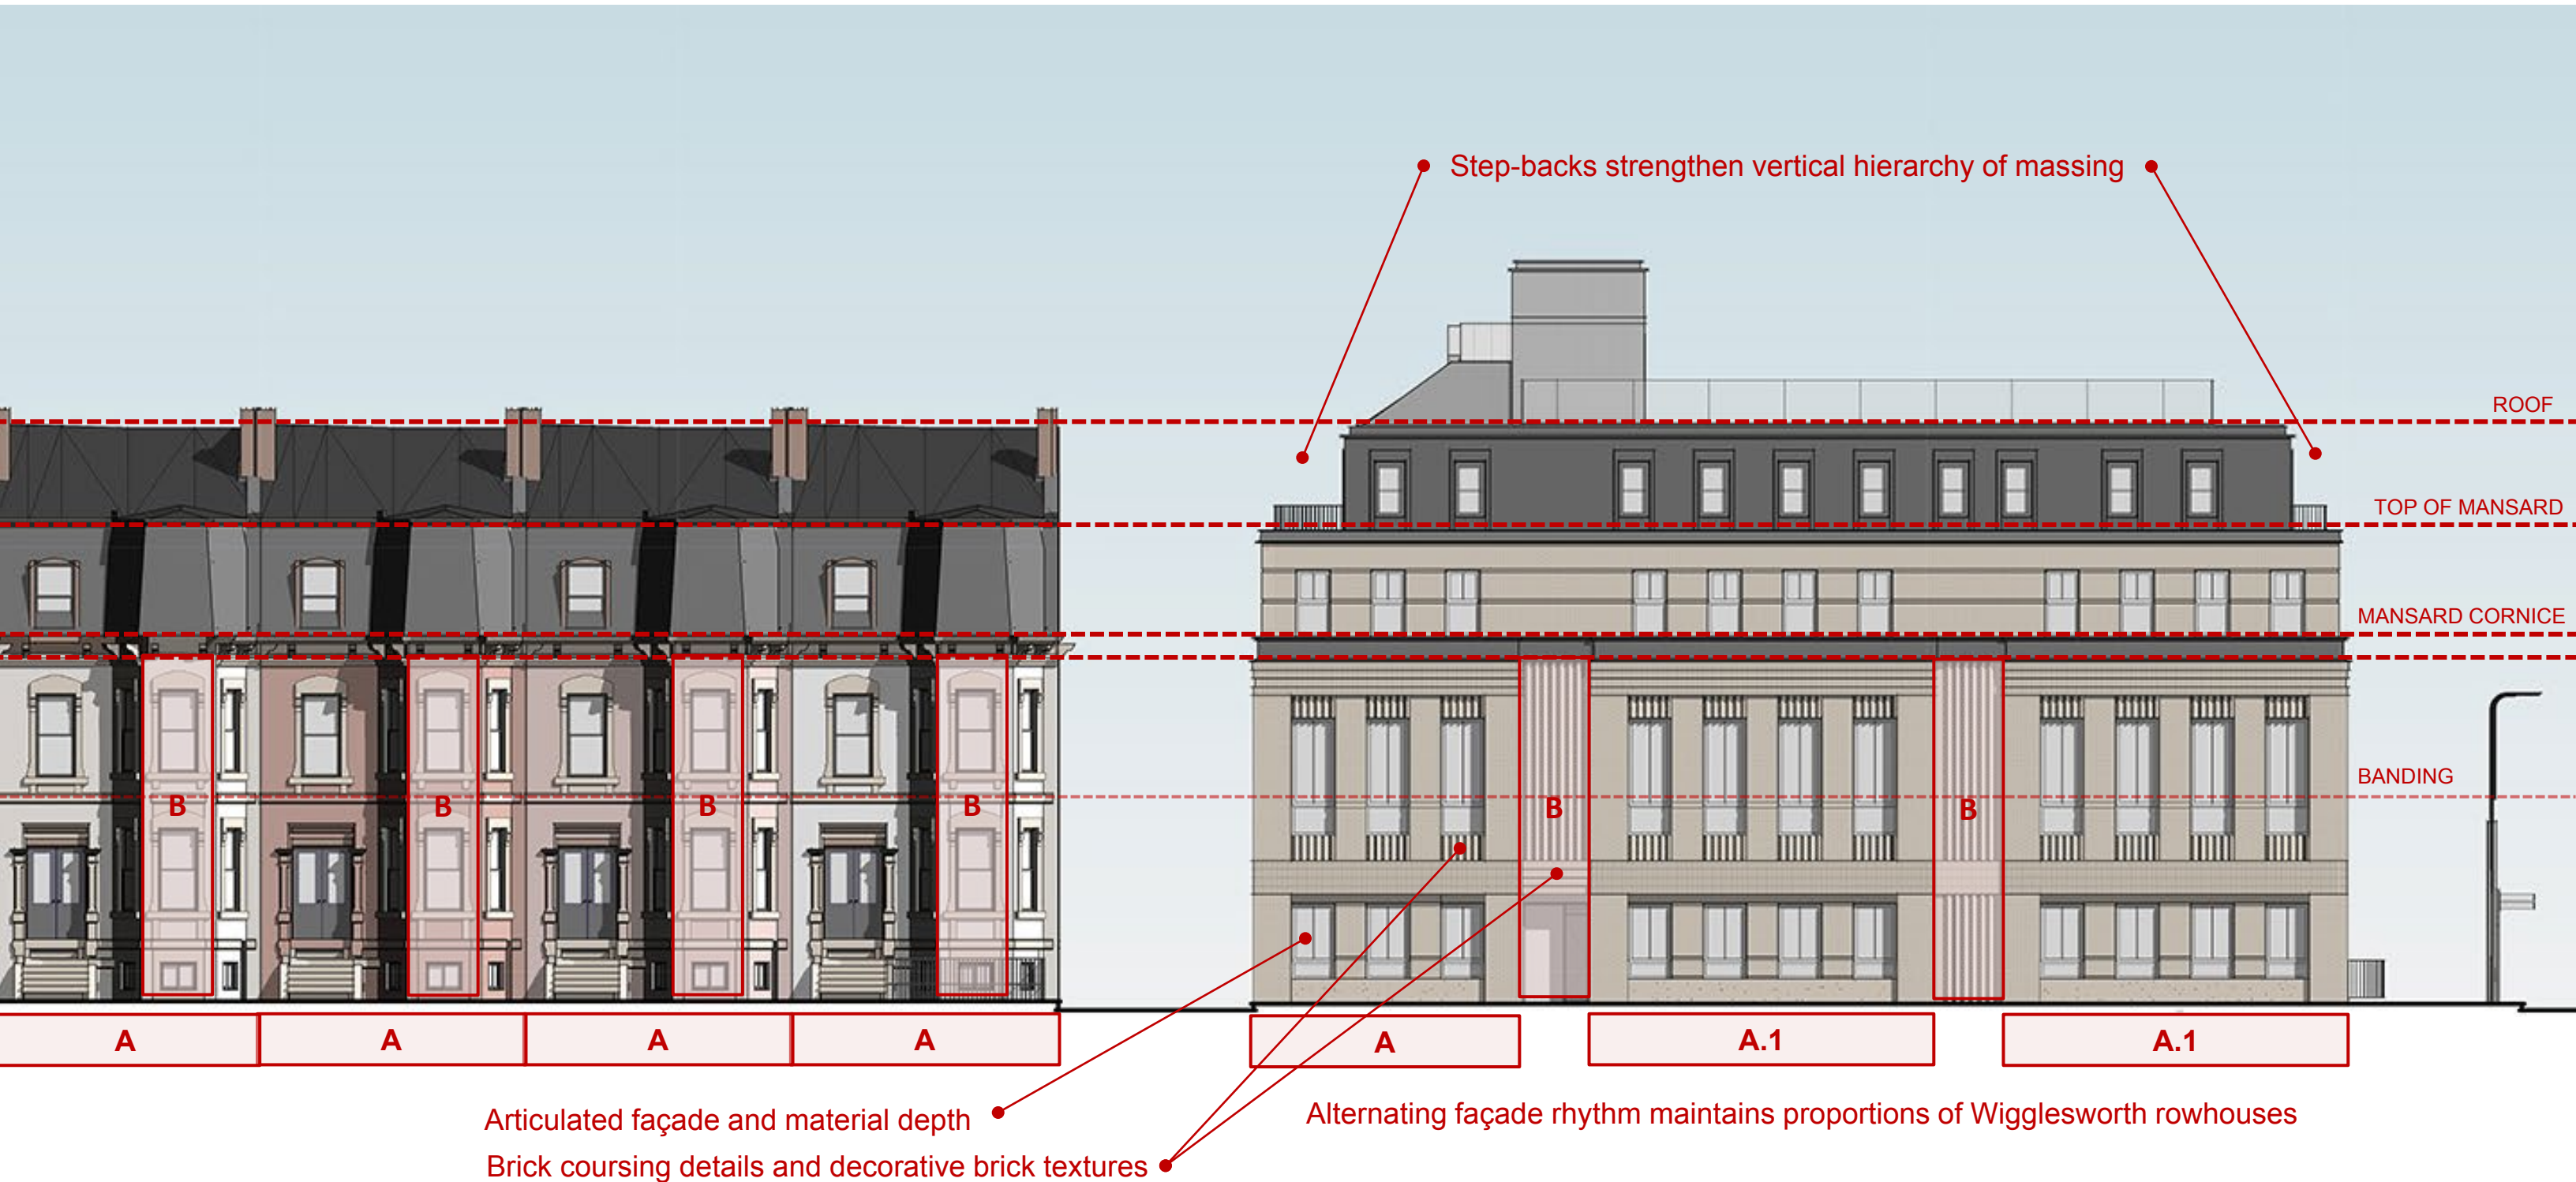 Step-backs strengthen vertical hierarchy of massing
ROOF
TOP OF MANSARD
MANSARD CORNICE
BANDING
B
B
B
B
B
B
A
A
A
A
A
A.1
A.1
Articulated façade and material depth
Alternating façade rhythm maintains proportions of Wigglesworth rowhouses
Brick coursing details and decorative brick textures